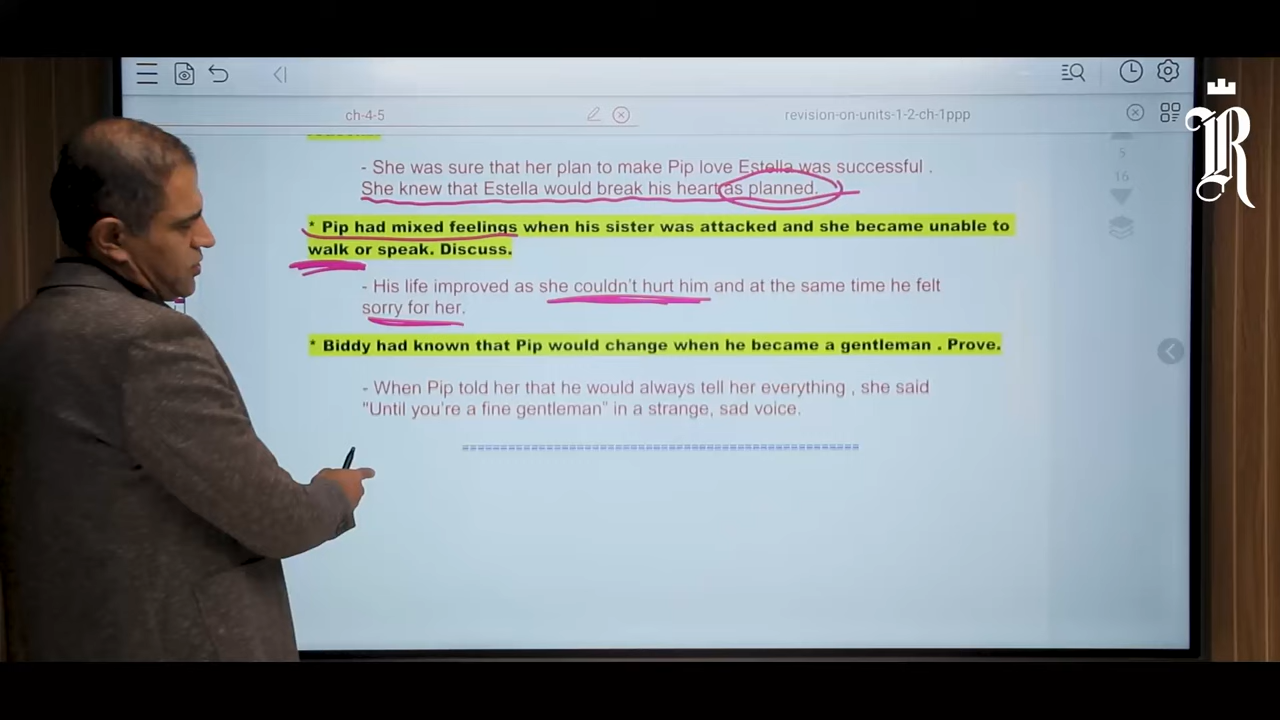 ch-4-5
revision-on-units-1-2-ch-1ppp
5
16
- She was sure that her plan to make Pip love Estella was successful .
She knew that Estella would break his heart as planned.
* Pip had mixed feelings when his sister was attacked and she became unable to
walk or speak. Discuss.
- His life improved as she couldn't hurt him and at the same time he felt
sorry for her.
* Biddy had known that Pip would change when he became a gentleman . Prove.
- When Pip told her that he would always tell her everything , she said
"Until you're a fine gentleman" in a strange, sad voice.
R